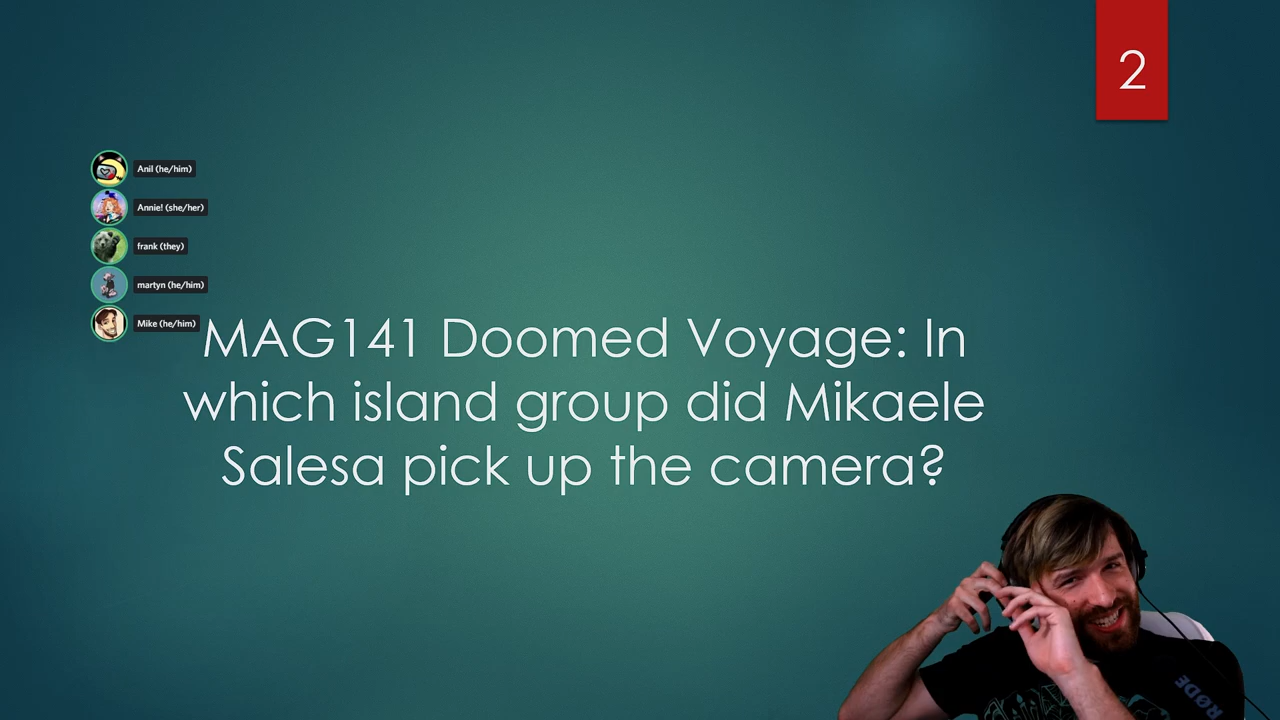 2
Anil (he/him)
Annie! (she/her)
frank (they)
martyn (he/him)
Mike (he/him)
MAG141 Doomed Voyage: In
which island group did Mikaele
Salesa pick up the camera?
RØDE